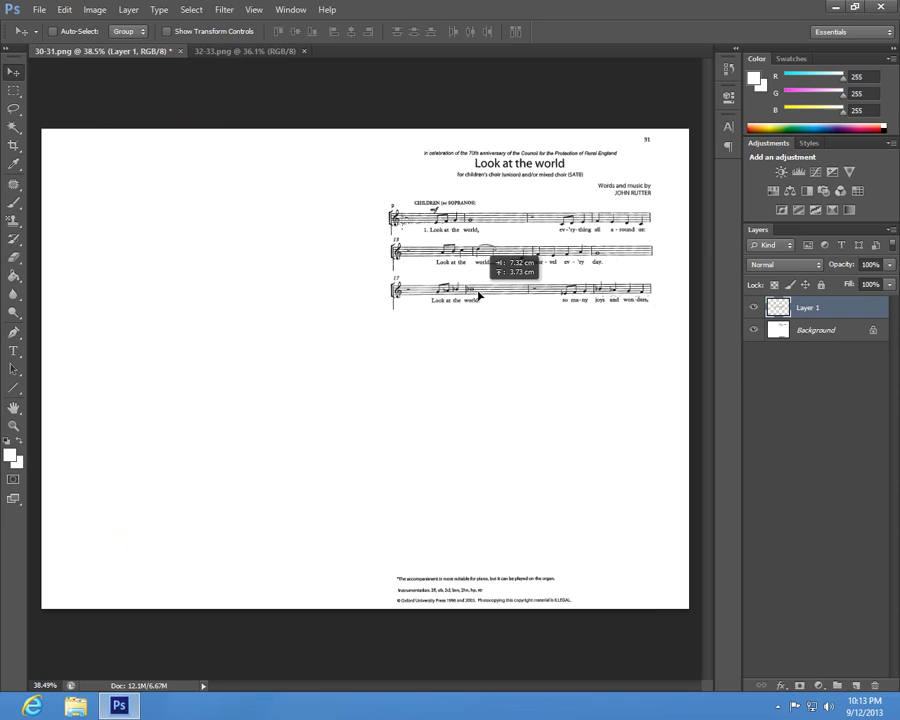 Ps File Edit Image Layer Type Select Filter View Window Help
Auto-Select: Group Show Transform Controls Essentials
30-31.png @ 38.5% (Layer 1, RGB/8) * × 32-33.png @ 36.1% (RGB/8) ×
Color Swatches
R 255
G 255
B 255
Adjustments Styles
Add an adjustment
Layers
Kind
Normal Opacity: 100%
Lock: Fill: 100%
Layer 1
Background
31
In celebration of the 70th anniversary of the Council for the Protection of Rural England
Look at the world
for children's choir (unison) and/or mixed choir (SATB)
Words and music by
JOHN RUTTER
CHILDREN (or SOPRANOS)
9
mf
1. Look at the world, ev-'ry-thing all a-round us:
13
Look at the world ev-'ry day.
: 7.32 cm
: 3.73 cm
17
Look at the world so ma-ny joys and won-ders,
*The accompaniment is more suitable for piano, but it can be played on the organ.
© Oxford University Press 1996 and 2003. Photocopying this copyright material is ILLEGAL.
38.49% Doc: 12.1M/6.67M
Ps
10:13 PM
9/12/2013